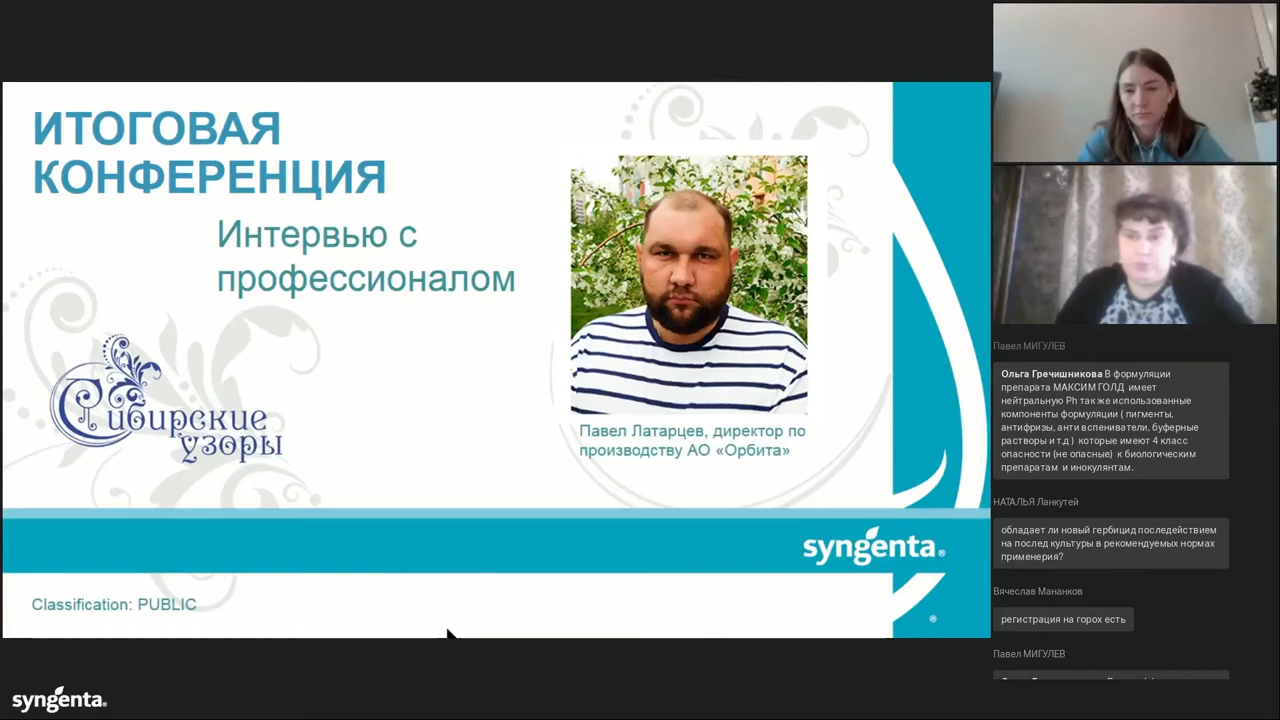 ИТОГОВАЯ
КОНФЕРЕНЦИЯ
Интервью с
профессионалом
Сибирские
узоры
Павел Латарцев, директор по
производству АО «Орбита»
syngenta®
Classification: PUBLIC
®
syngenta®
Павел МИГУЛЕВ
Ольга Гречишникова В формуляции
препарата МАКСИМ ГОЛД имеет
нейтральную Ph так же использованные
компоненты формуляции ( пигменты,
антифризы, анти вспениватели, буферные
растворы и т.д ) которые имеют 4 класс
опасности (не опасные) к биологическим
препаратам и инокулянтам.
НАТАЛЬЯ Ланкутей
обладает ли новый гербицид последействием
на послед культуры в рекомендуемых нормах
применерия?
Вячеслав Мананков
регистрация на горох есть
Павел МИГУЛЕВ